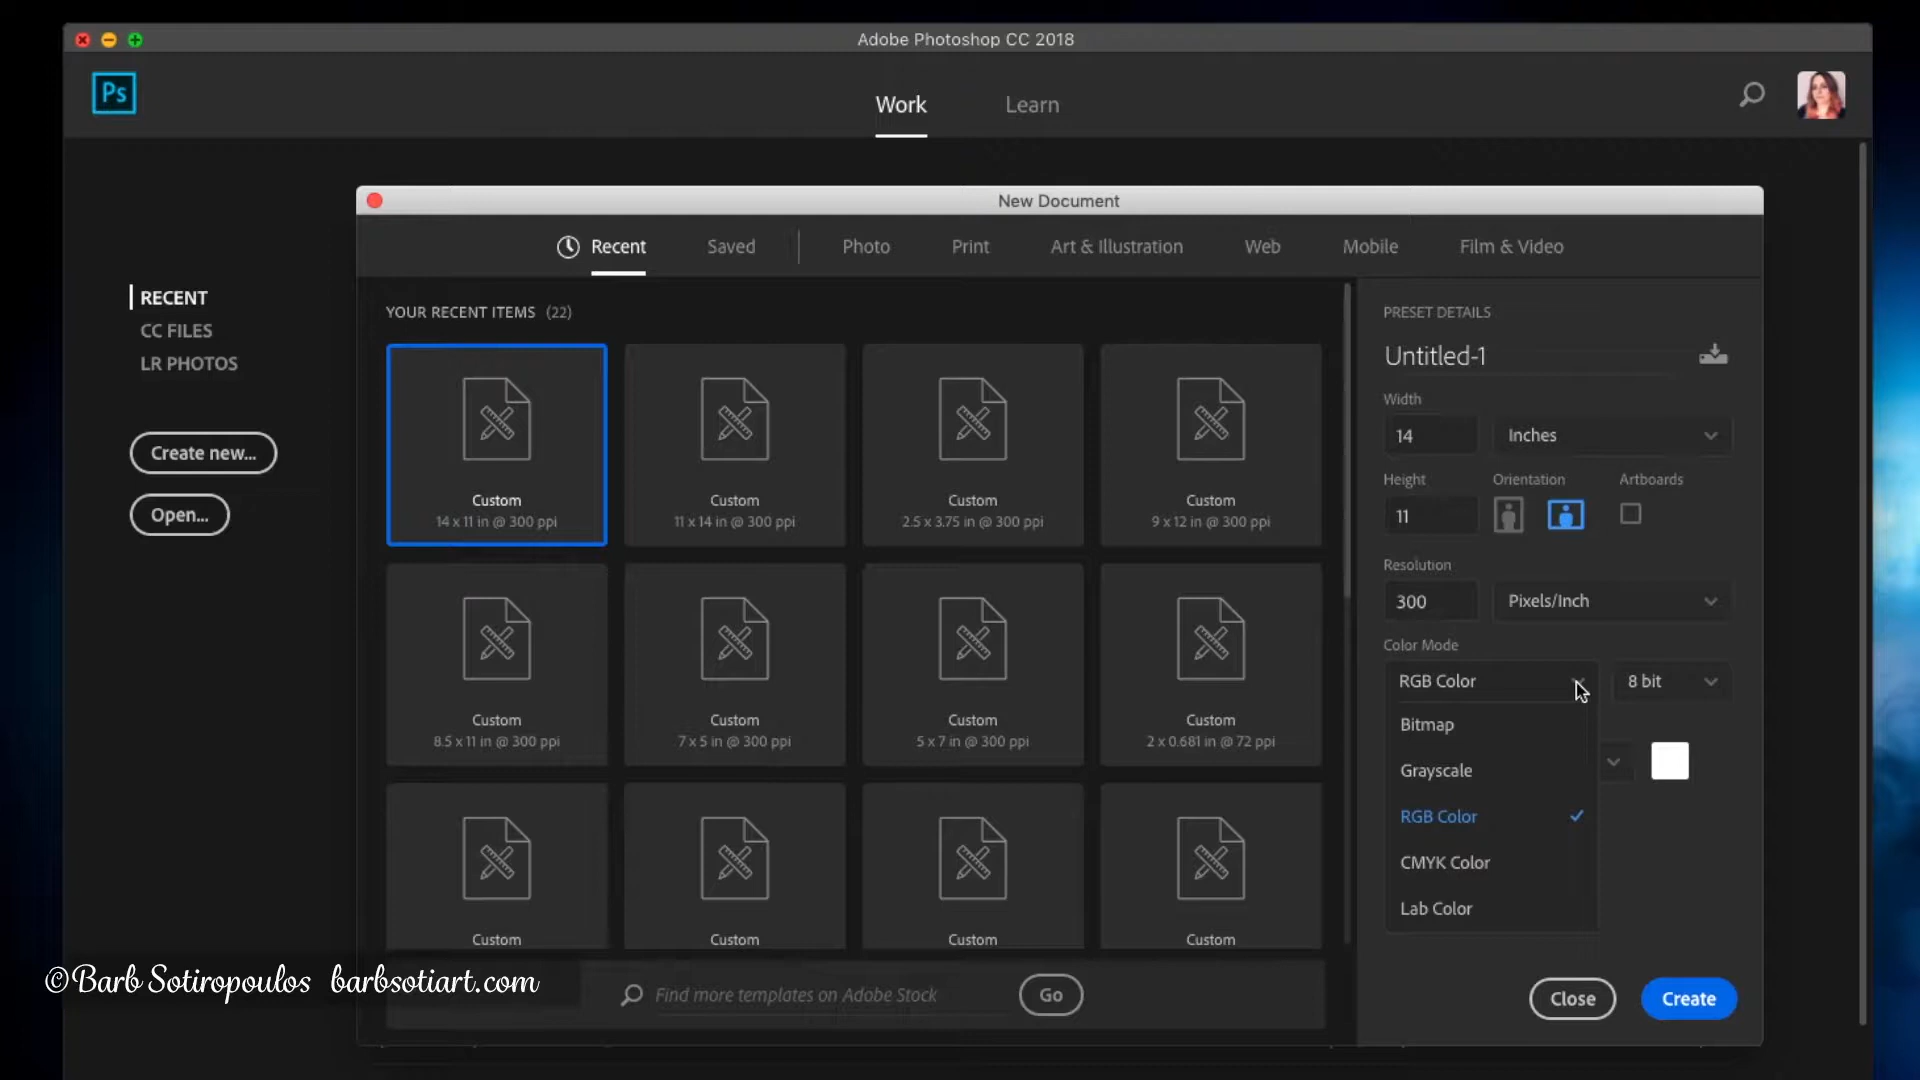 Adobe Photoshop CC 2018
Ps
Work
Learn
New Document
Recent
Saved
Photo
Print
Art & Illustration
Web
Mobile
Film & Video
RECENT
CC FILES
LR PHOTOS
Create new...
Open...
YOUR RECENT ITEMS (22)
Custom
14 x 11 in @ 300 ppi
Custom
11 x 14 in @ 300 ppi
Custom
2.5 x 3.75 in @ 300 ppi
Custom
9 x 12 in @ 300 ppi
Custom
8.5 x 11 in @ 300 ppi
Custom
7 x 5 in @ 300 ppi
Custom
5 x 7 in @ 300 ppi
Custom
2 x 0.681 in @ 72 ppi
Custom
Custom
Custom
Custom
Find more templates on Adobe Stock
Go
PRESET DETAILS
Untitled-1
Width
14
Inches
Height
Orientation
Artboards
11
Resolution
300
Pixels/Inch
Color Mode
RGB Color
8 bit
Bitmap
Grayscale
RGB Color
CMYK Color
Lab Color
Close
Create
©Barb Sotiropoulos barbsotiart.com